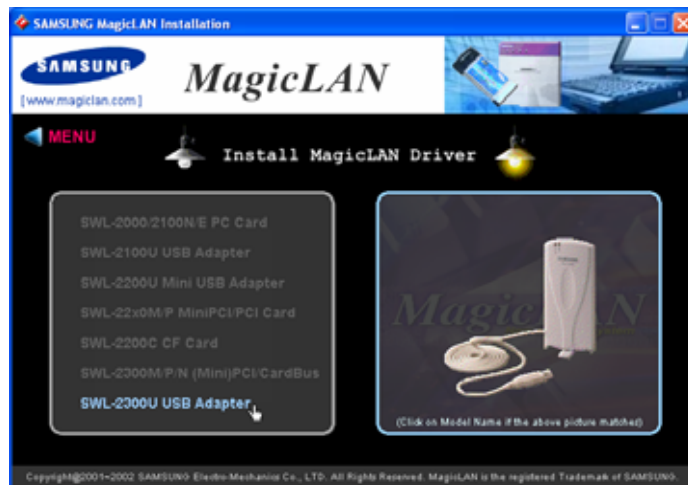 SAMSUNG MagicLAN Installation
SAMSUNG
[www.magiclan.com]
MagicLAN
MENU
Install MagicLAN Driver
SWL-2000/2100N/E PC Card
SWL-2100U USB Adapter
SWL-2200U Mini USB Adapter
SWL-22x0M/P MiniPCI/PCI Card
SWL-2200C CF Card
SWL-2300M/P/N (Mini)PCI/CardBus
SWL-2300U USB Adapter
MagicLAN
(Click on Model Name if the above picture matched)
Copyright@2001~2002 SAMSUNG Electro-Mechanics Co., LTD. All Rights Reserved. MagicLAN is the registered Trademark of SAMSUNG.